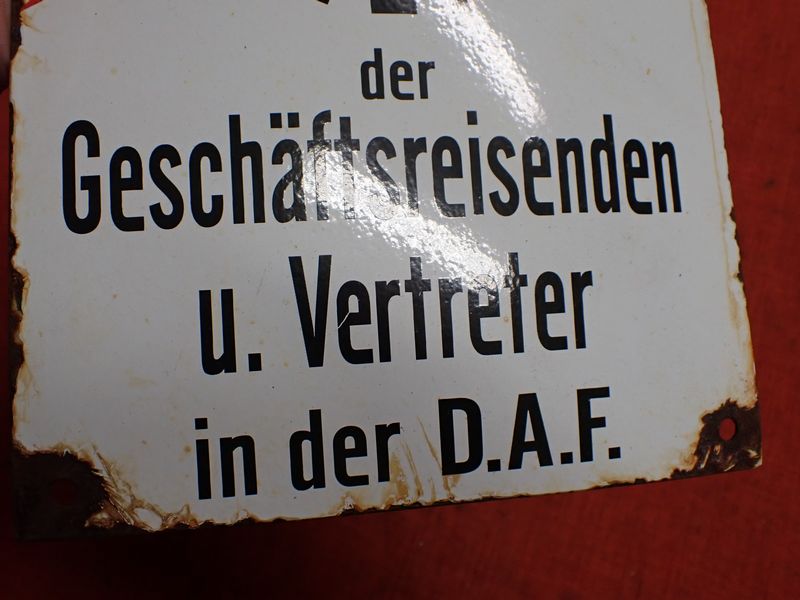 der
Geschäftsreisenden
u. Vertreter
in der D.A.F.